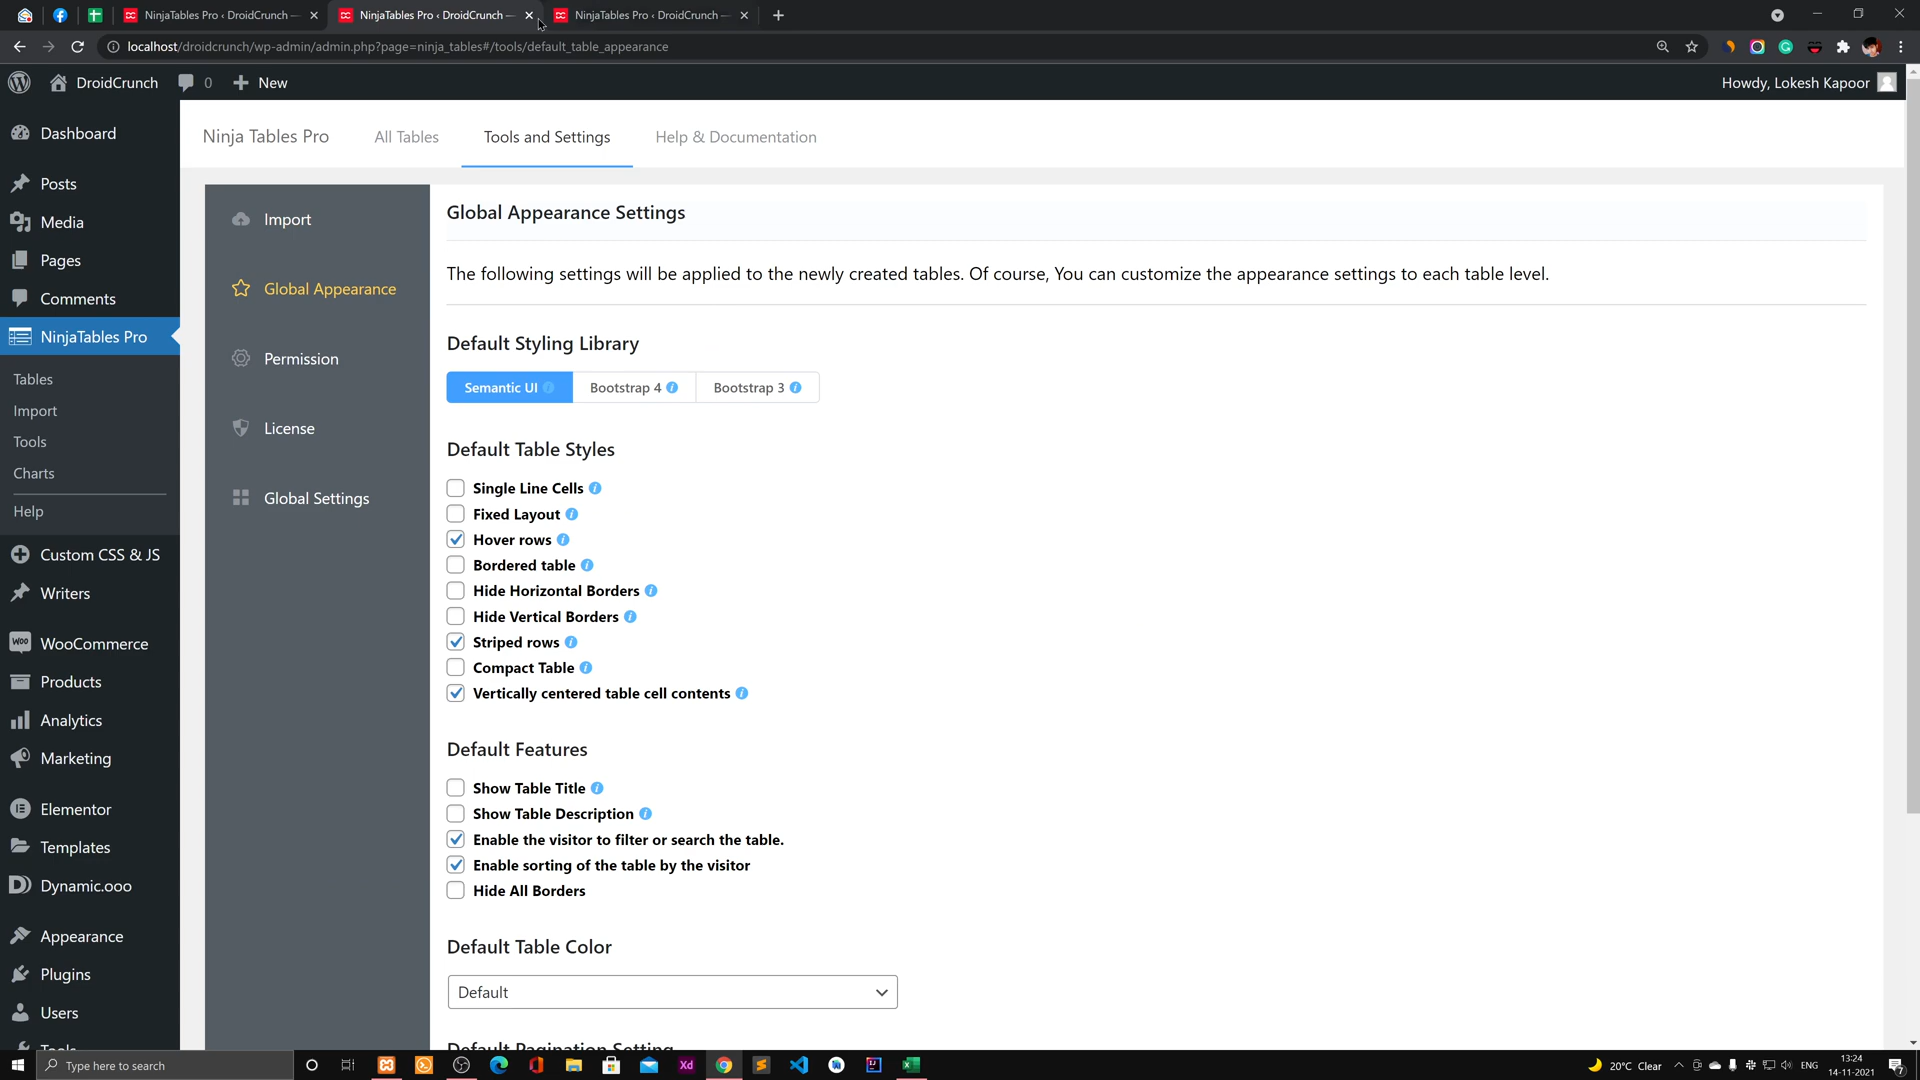 NinjaTables Pro ‹ DroidCrunch —
NinjaTables Pro ‹ DroidCrunch —
NinjaTables Pro ‹ DroidCrunch —
localhost/droidcrunch/wp-admin/admin.php?page=ninja_tables#/tools/default_table_appearance
DroidCrunch
0
New
Howdy, Lokesh Kapoor
Dashboard
Posts
Media
Pages
Comments
NinjaTables Pro
Tables
Import
Tools
Charts
Help
Custom CSS & JS
Writers
WooCommerce
Products
Analytics
Marketing
Elementor
Templates
Dynamic.ooo
Appearance
Plugins
Users
Tools
Ninja Tables Pro
All Tables
Tools and Settings
Help & Documentation
Import
Global Appearance
Permission
License
Global Settings
Global Appearance Settings
The following settings will be applied to the newly created tables. Of course, You can customize the appearance settings to each table level.
Default Styling Library
Semantic UI
Bootstrap 4
Bootstrap 3
Default Table Styles
Single Line Cells
Fixed Layout
Hover rows
Bordered table
Hide Horizontal Borders
Hide Vertical Borders
Striped rows
Compact Table
Vertically centered table cell contents
Default Features
Show Table Title
Show Table Description
Enable the visitor to filter or search the table.
Enable sorting of the table by the visitor
Hide All Borders
Default Table Color
Default
Default Pagination Setting
Type here to search
Xd
20°C Clear
ENG
13:24
14-11-2021
7